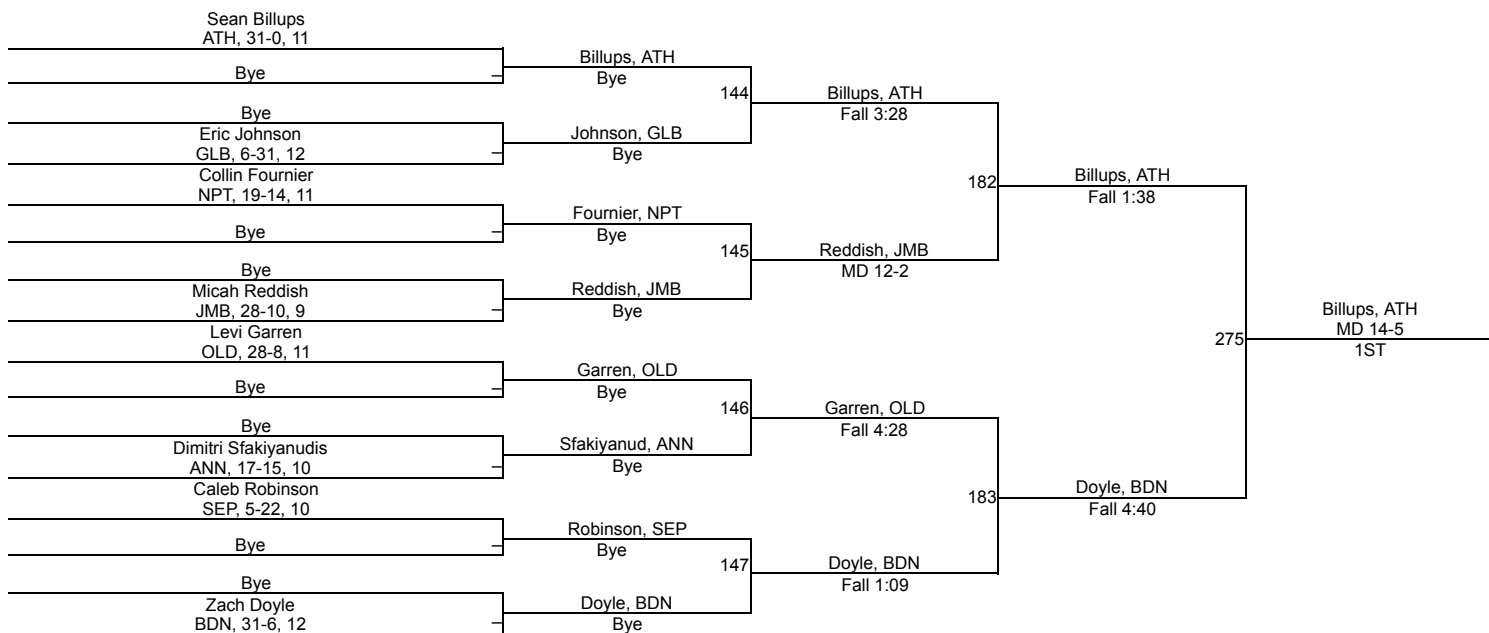 Sean Billups
ATH, 31-0, 11
Bye
Bye
Eric Johnson
GLB, 6-31, 12
Collin Fournier
NPT, 19-14, 11
Bye
Bye
Micah Reddish
JMB, 28-10, 9
Levi Garren
OLD, 28-8, 11
Bye
Bye
Dimitri Sfakiyanudis
ANN, 17-15, 10
Caleb Robinson
SEP, 5-22, 10
Bye
Bye
Zach Doyle
BDN, 31-6, 12
Billups, ATH
Bye
Johnson, GLB
Bye
Fournier, NPT
Bye
Reddish, JMB
Bye
Garren, OLD
Bye
Sfakiyanud, ANN
Bye
Robinson, SEP
Bye
Doyle, BDN
Bye
144
145
146
147
Billups, ATH
Fall 3:28
Reddish, JMB
MD 12-2
Garren, OLD
Fall 4:28
Doyle, BDN
Fall 1:09
182
183
Billups, ATH
Fall 1:38
Doyle, BDN
Fall 4:40
275
Billups, ATH
MD 14-5
1ST